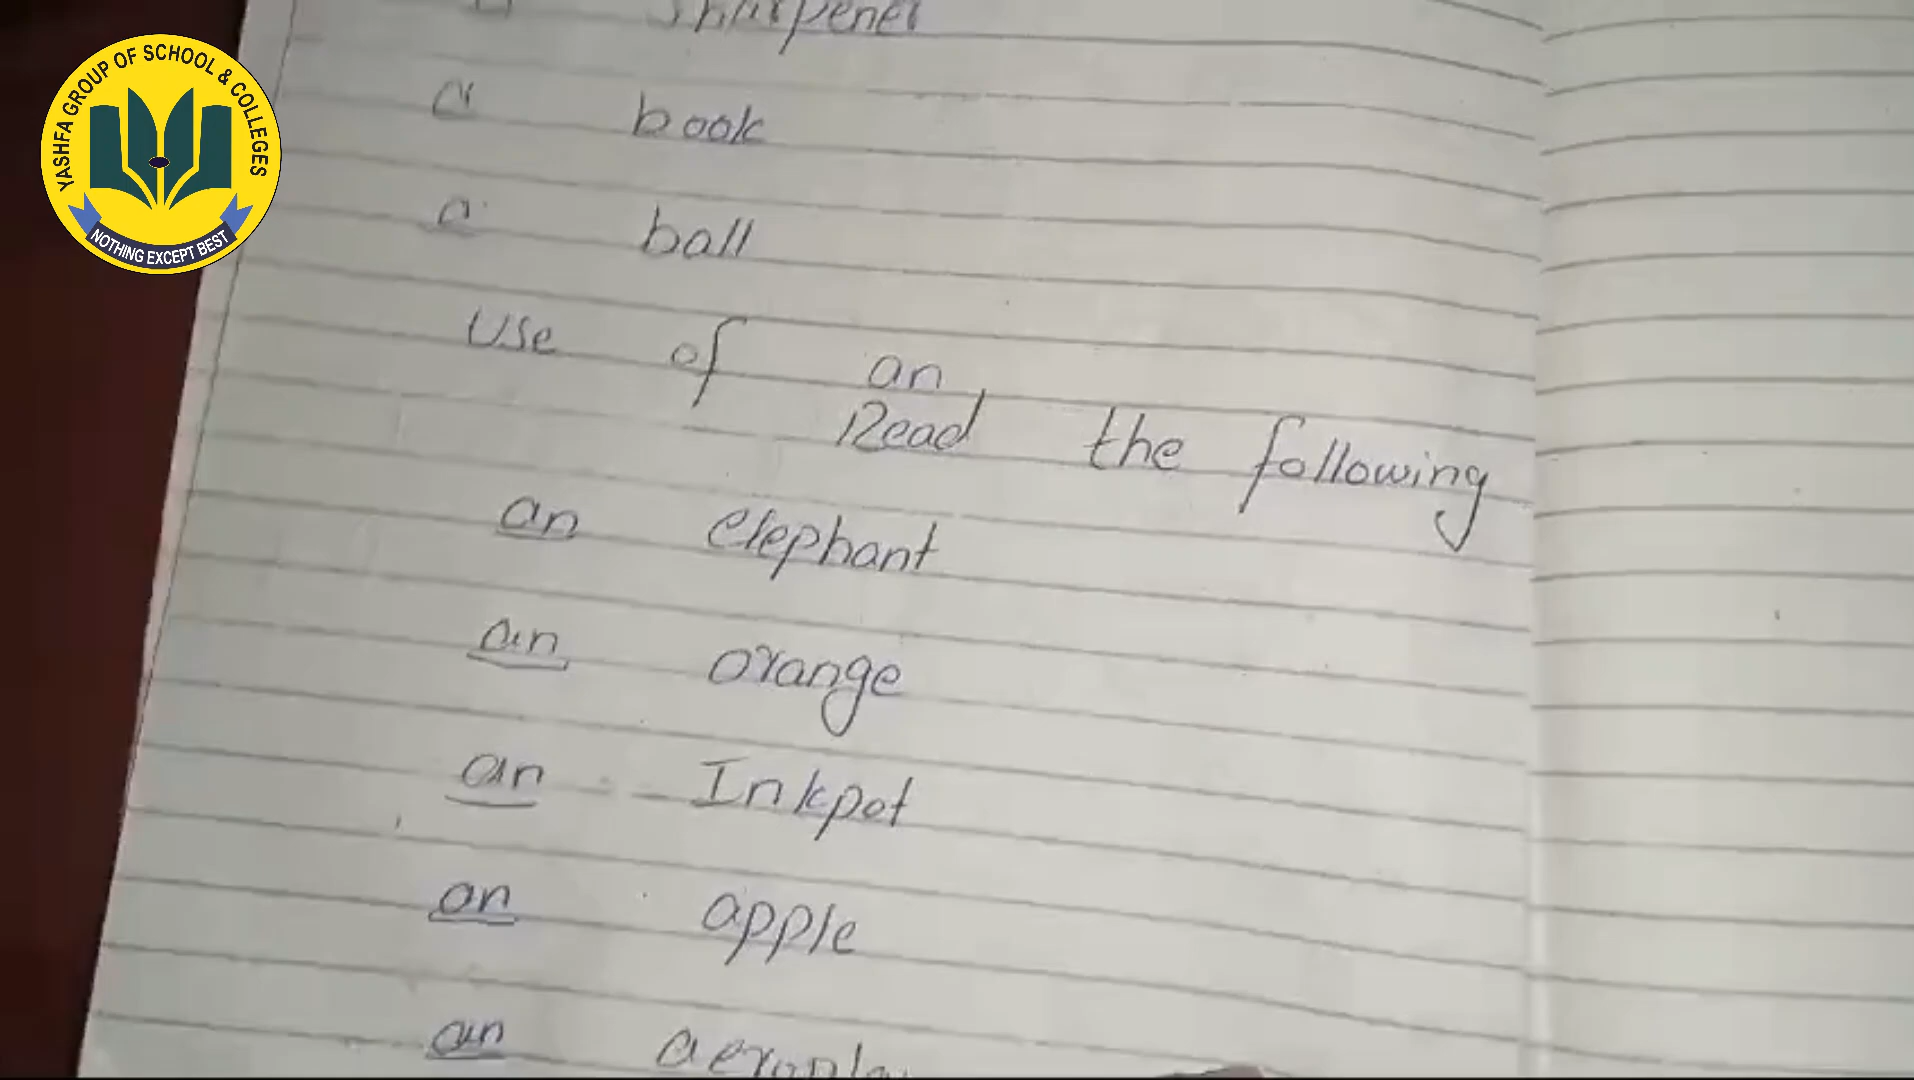 YASHFA GROUP OF SCHOOL & COLLEGES
NOTHING EXCEPT BEST
a book
a ball
Use of an
Read the following
an elephant
an orange
an Inkpot
an apple
an